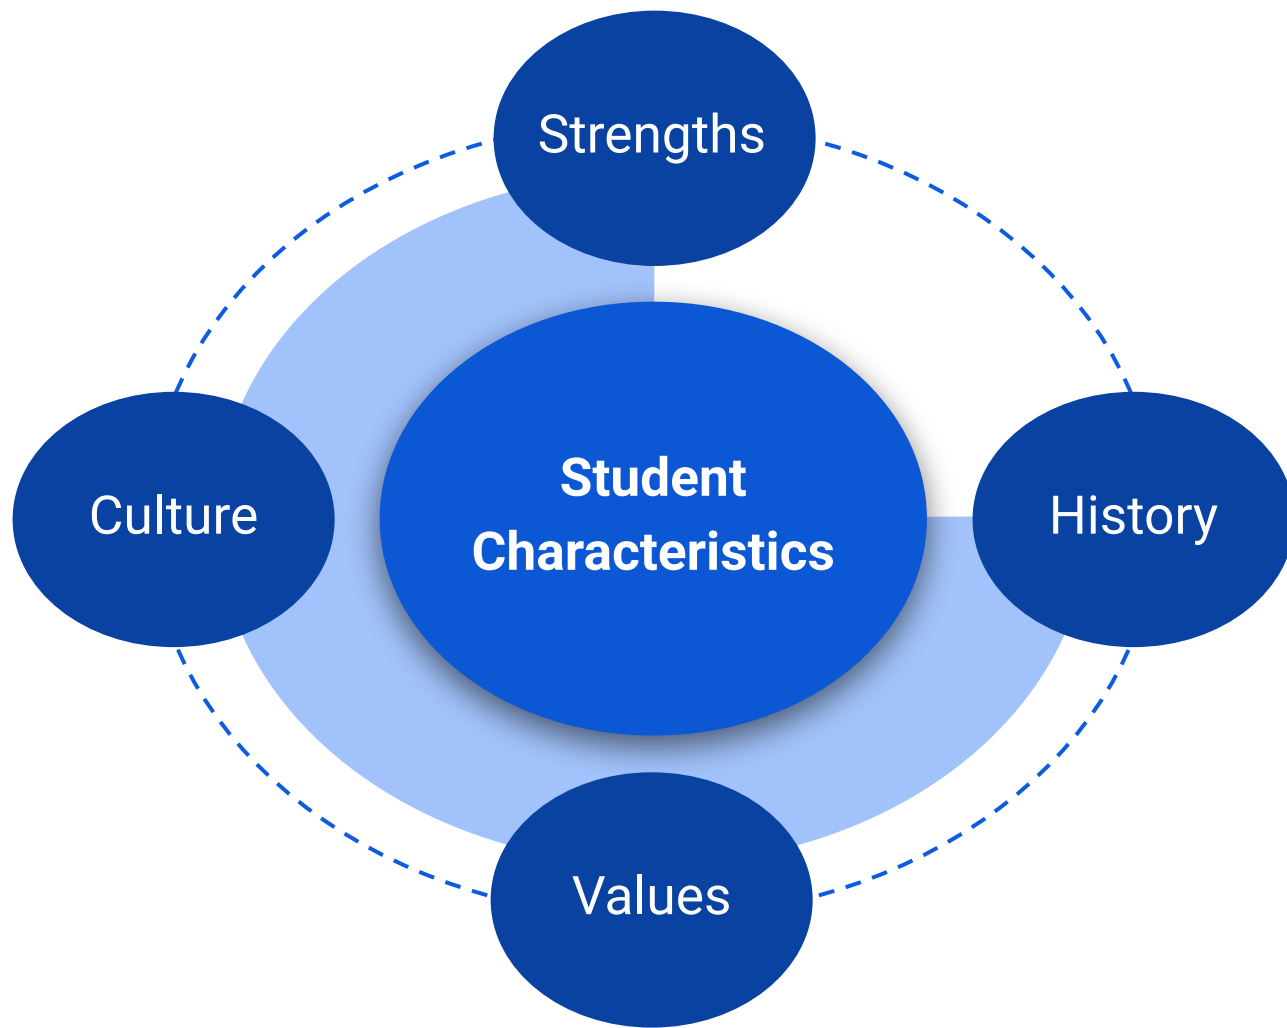 Strengths
Student
Characteristics
Culture
History
Values